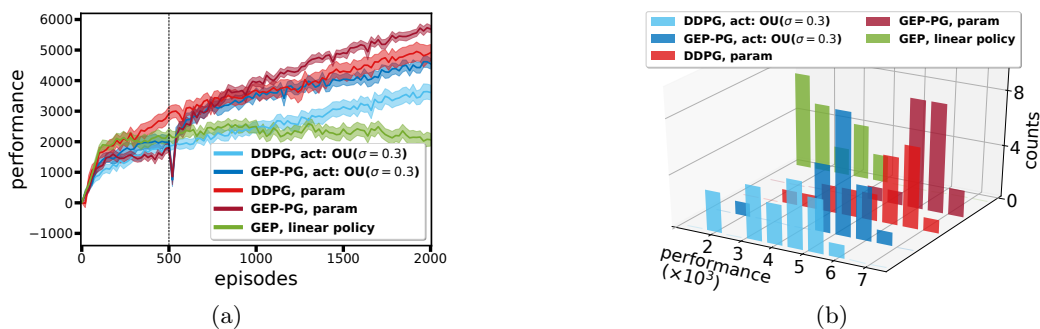 6000
5000
4000
3000
2000
1000
0
−1000
performance
0 500 1000 1500 2000
episodes
DDPG, act: OU(σ = 0.3)
GEP-PG, act: OU(σ = 0.3)
DDPG, param
GEP-PG, param
GEP, linear policy
(a)
DDPG, act: OU(σ = 0.3)
GEP-PG, act: OU(σ = 0.3)
DDPG, param
GEP-PG, param
GEP, linear policy
8
4
0
counts
2 3 4 5 6 7
performance
(×10³)
(b)